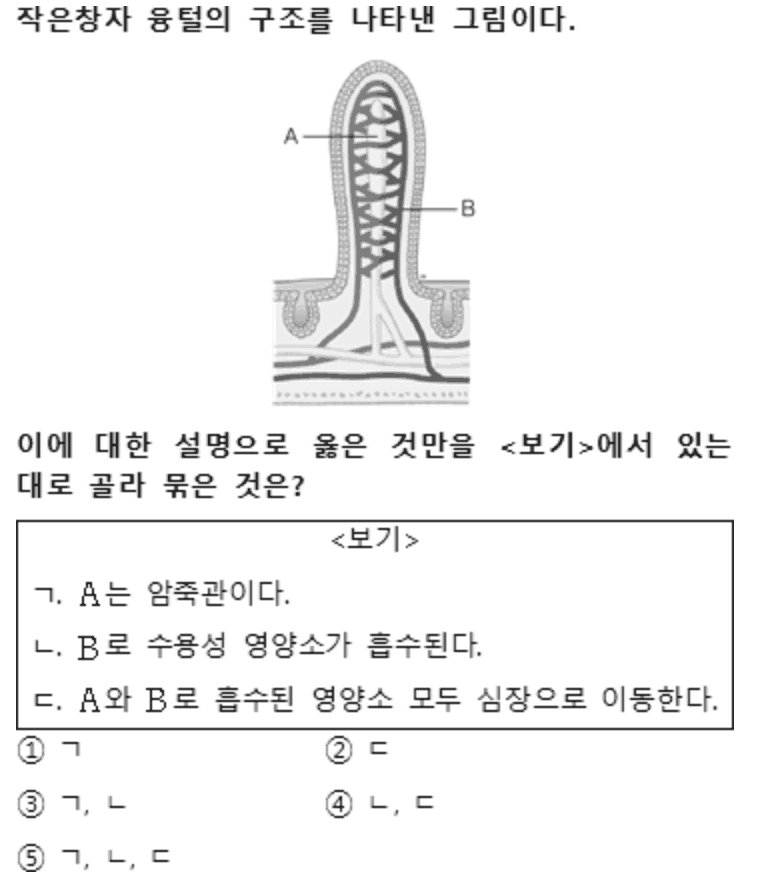 작은창자 융털의 구조를 나타낸 그림이다.
A
B
이에 대한 설명으로 옳은 것만을 <보기>에서 있는
대로 골라 묶은 것은?
<보기>
ㄱ. A는 암죽관이다.
ㄴ. B로 수용성 영양소가 흡수된다.
ㄷ. A와 B로 흡수된 영양소 모두 심장으로 이동한다.
① ㄱ ② ㄷ
③ ㄱ, ㄴ ④ ㄴ, ㄷ
⑤ ㄱ, ㄴ, ㄷ